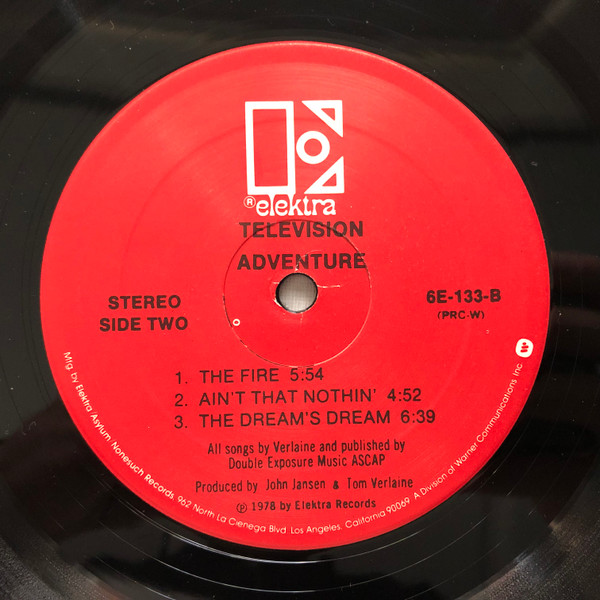 ® elektra
TELEVISION
ADVENTURE
STEREO
SIDE TWO
6E-133-B
(PRC-W)
1. THE FIRE 5:54
2. AIN'T THAT NOTHIN' 4:52
3. THE DREAM'S DREAM 6:39
All songs by Verlaine and published by
Double Exposure Music ASCAP
Produced by John Jansen & Tom Verlaine
℗ 1978 by Elektra Records
Mfg. by Elektra Asylum Nonesuch Records. 962 North La Cienega Blvd. Los Angeles. California 90069. A Division of Warner Communications Inc.